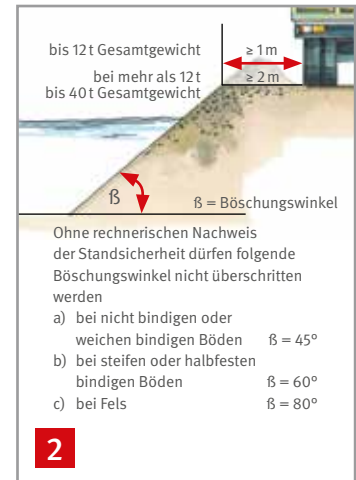 bis 12 t Gesamtgewicht ≥ 1 m
bei mehr als 12 t
bis 40 t Gesamtgewicht ≥ 2 m
ß
ß = Böschungswinkel
Ohne rechnerischen Nachweis
der Standsicherheit dürfen folgende
Böschungswinkel nicht überschritten
werden
a) bei nicht bindigen oder
weichen bindigen Böden ß = 45°
b) bei steifen oder halbfesten
bindigen Böden ß = 60°
c) bei Fels ß = 80°
2